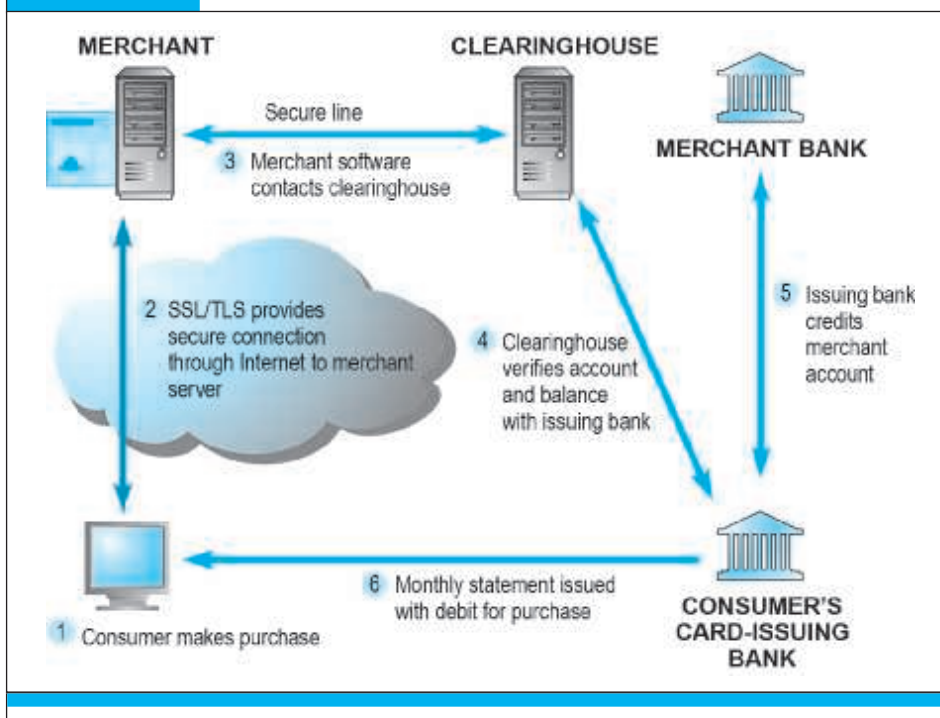 MERCHANT
CLEARINGHOUSE
Secure line
3 Merchant software
contacts clearinghouse
MERCHANT BANK
2 SSL/TLS provides
secure connection
through Internet to merchant
server
4 Clearinghouse
verifies account
and balance
with issuing bank
5 Issuing bank
credits
merchant
account
6 Monthly statement issued
with debit for purchase
1 Consumer makes purchase
CONSUMER'S
CARD-ISSUING
BANK